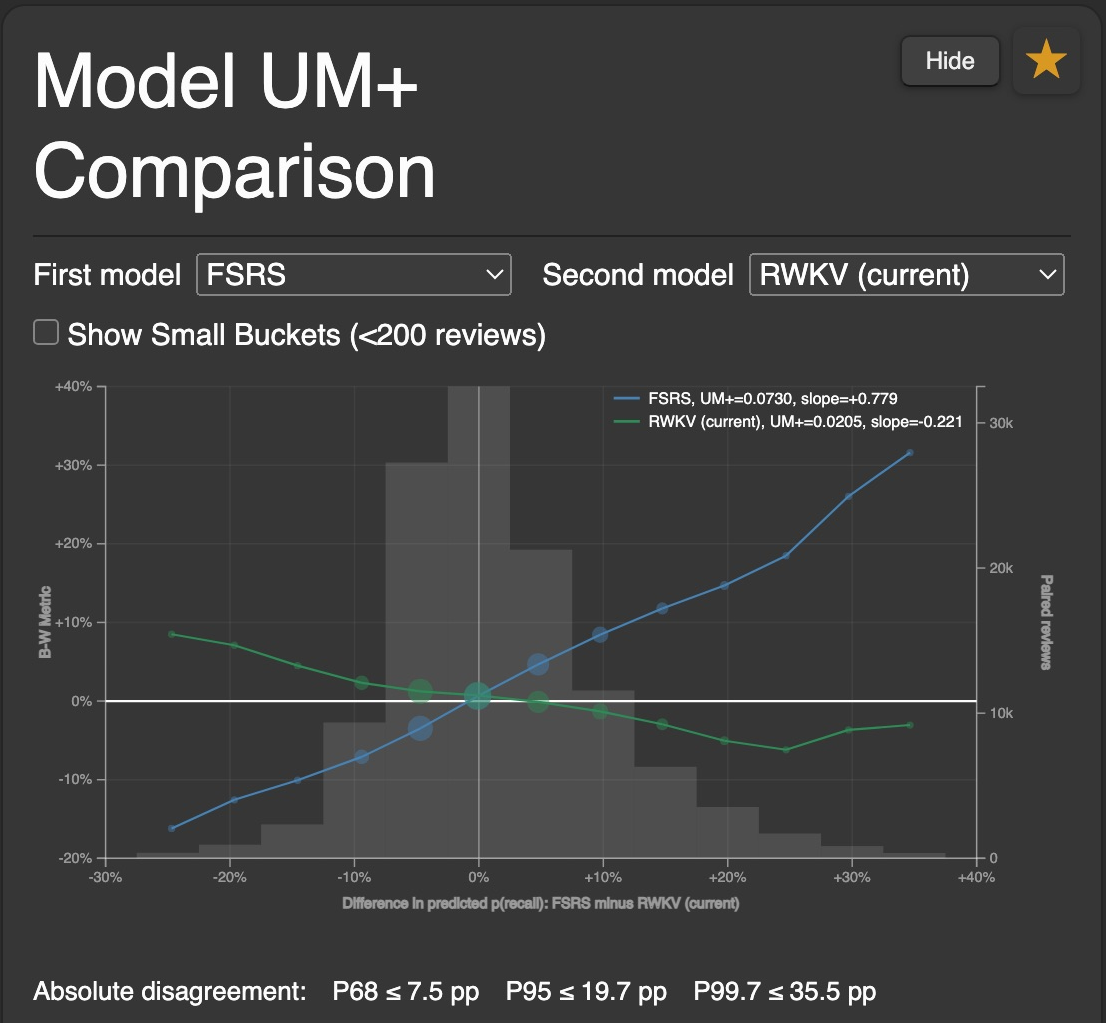 Model UM+
Comparison
Hide
First model FSRS Second model RWKV (current)
Show Small Buckets (<200 reviews)
FSRS, UM+=0.0730, slope=+0.779
RWKV (current), UM+=0.0205, slope=-0.221
+40%
+30%
+20%
+10%
0%
-10%
-20%
B-W Metric
30k
20k
10k
0
Paired reviews
-30% -20% -10% 0% +10% +20% +30% +40%
Difference in predicted p(recall): FSRS minus RWKV (current)
Absolute disagreement: P68 ≤ 7.5 pp P95 ≤ 19.7 pp P99.7 ≤ 35.5 pp